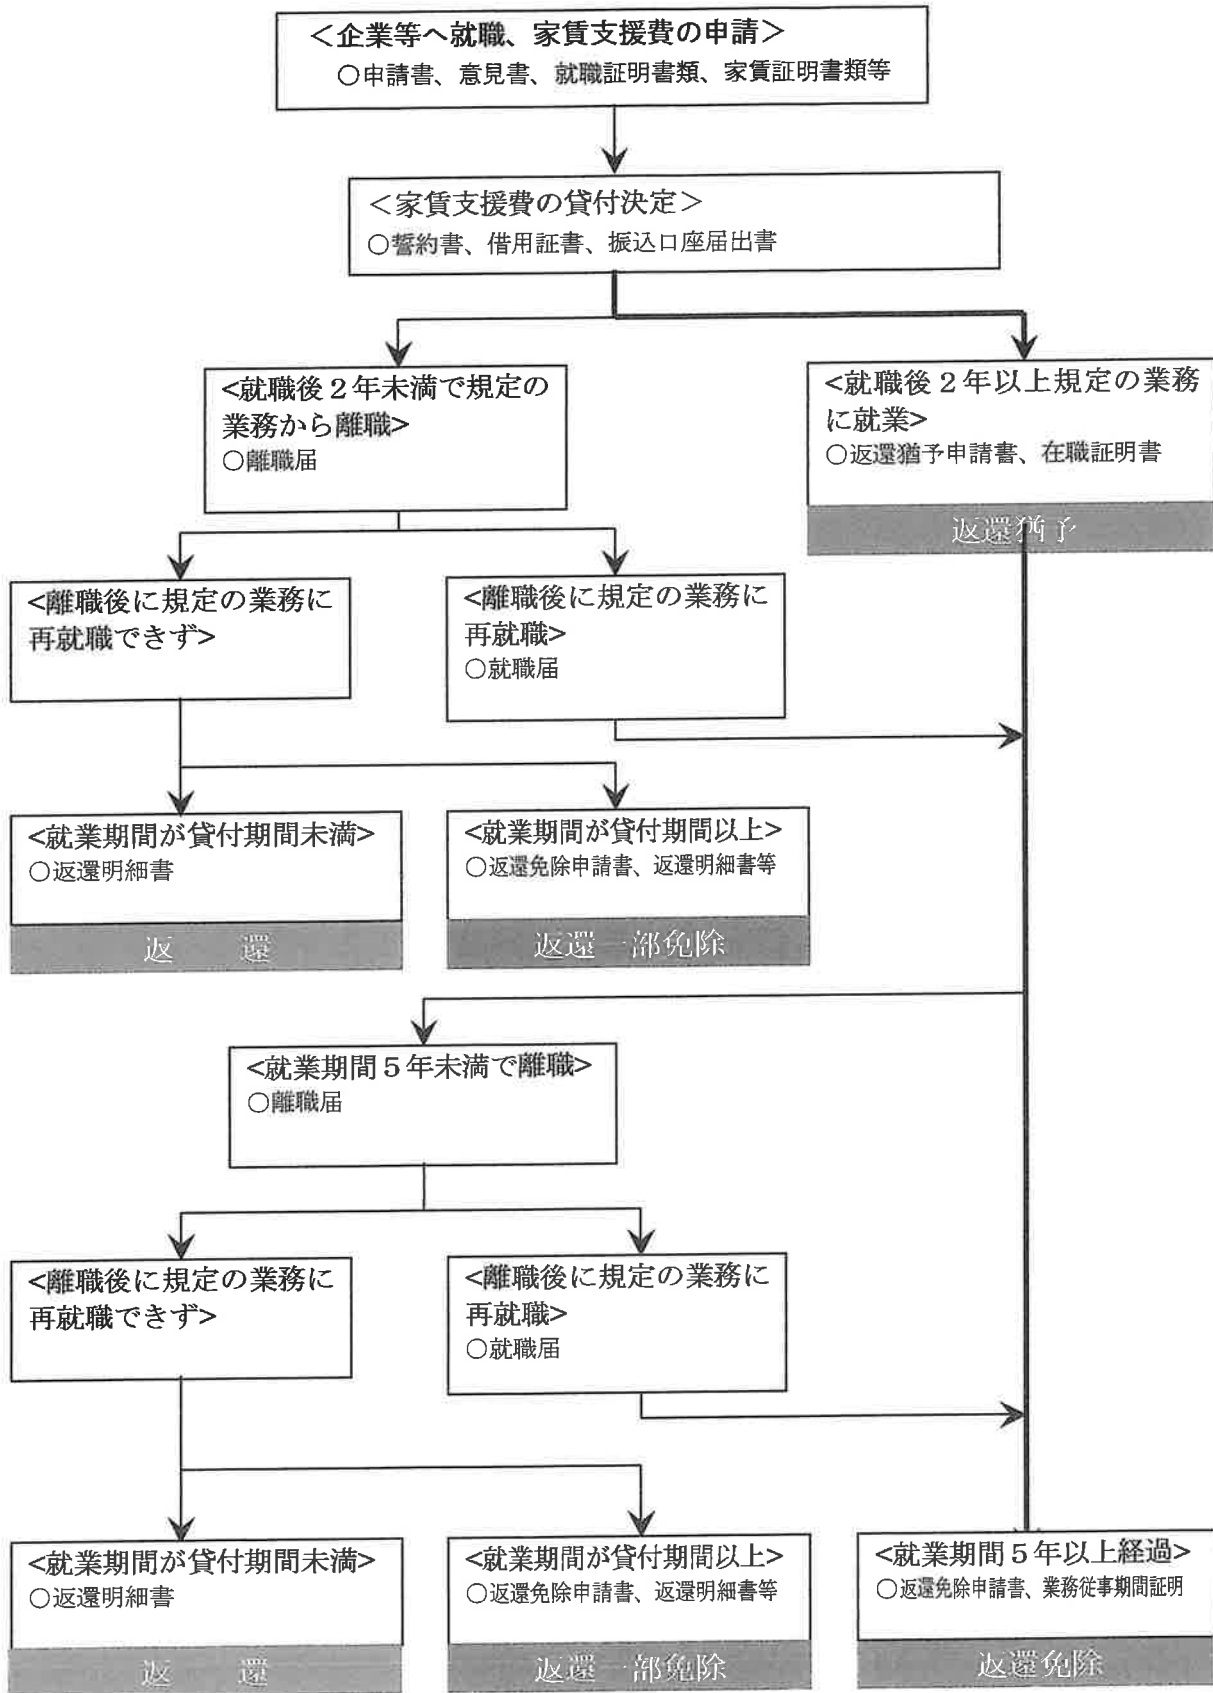 ＜企業等へ就職、家賃支援費の申請＞
○申請書、意見書、就職証明書類、家賃証明書類等
＜家賃支援費の貸付決定＞
○誓約書、借用証書、振込口座届出書
<就職後２年未満で規定の
業務から離職>
○離職届
<就職後２年以上規定の業務
に就業>
○返還猶予申請書、在職証明書
返還猶予
<離職後に規定の業務に
再就職できず>
<離職後に規定の業務に
再就職>
○就職届
<就業期間が貸付期間未満>
○返還明細書
返　　還
<就業期間が貸付期間以上>
○返還免除申請書、返還明細書等
返還一部免除
<就業期間５年未満で離職>
○離職届
<離職後に規定の業務に
再就職できず>
<離職後に規定の業務に
再就職>
○就職届
<就業期間が貸付期間未満>
○返還明細書
返　　還
<就業期間が貸付期間以上>
○返還免除申請書、返還明細書等
返還一部免除
<就業期間５年以上経過>
○返還免除申請書、業務従事期間証明
返還免除